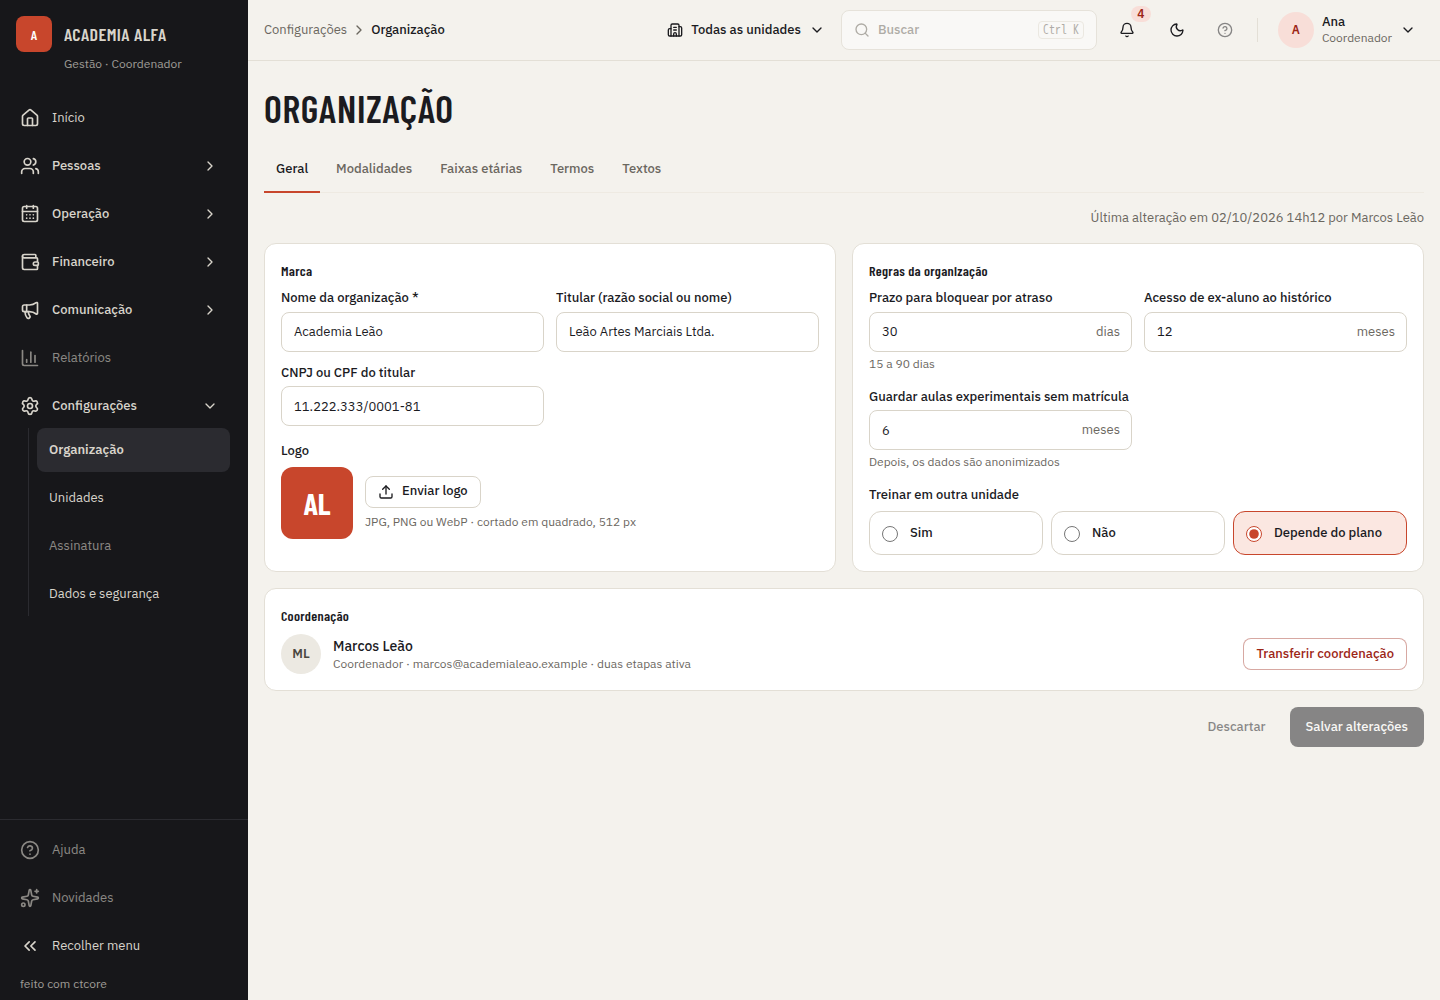 A
ACADEMIA ALFA
Gestão · Coordenador
Início
Pessoas
Operação
Financeiro
Comunicação
Relatórios
Configurações
Organização
Unidades
Assinatura
Dados e segurança
Ajuda
Novidades
Recolher menu
feito com ctcore
Configurações > Organização
Todas as unidades
Buscar
Ctrl K
4
A
Ana
Coordenador
ORGANIZAÇÃO
Geral Modalidades Faixas etárias Termos Textos
Última alteração em 02/10/2026 14h12 por Marcos Leão
Marca
Nome da organização * Titular (razão social ou nome)
Academia Leão Leão Artes Marciais Ltda.
CNPJ ou CPF do titular
11.222.333/0001-81
Logo
AL
Enviar logo
JPG, PNG ou WebP · cortado em quadrado, 512 px
Regras da organização
Prazo para bloquear por atraso Acesso de ex-aluno ao histórico
30 dias 12 meses
15 a 90 dias
Guardar aulas experimentais sem matrícula
6 meses
Depois, os dados são anonimizados
Treinar em outra unidade
Sim Não Depende do plano
Coordenação
ML
Marcos Leão
Coordenador · marcos@academialeao.example · duas etapas ativa
Transferir coordenação
Descartar Salvar alterações